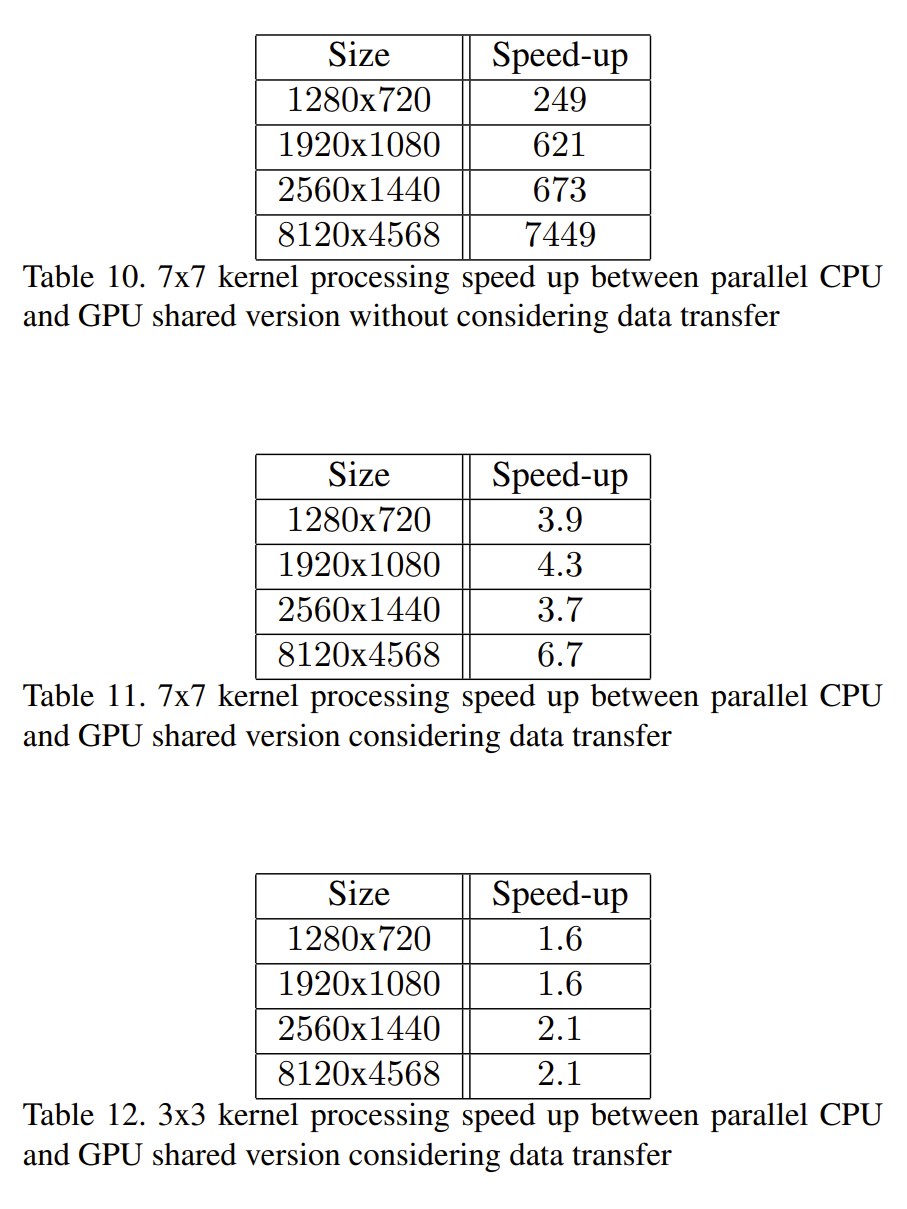 Size Speed-up
1280x720 249
1920x1080 621
2560x1440 673
8120x4568 7449
Table 10. 7x7 kernel processing speed up between parallel CPU
and GPU shared version without considering data transfer
Size Speed-up
1280x720 3.9
1920x1080 4.3
2560x1440 3.7
8120x4568 6.7
Table 11. 7x7 kernel processing speed up between parallel CPU
and GPU shared version considering data transfer
Size Speed-up
1280x720 1.6
1920x1080 1.6
2560x1440 2.1
8120x4568 2.1
Table 12. 3x3 kernel processing speed up between parallel CPU
and GPU shared version considering data transfer